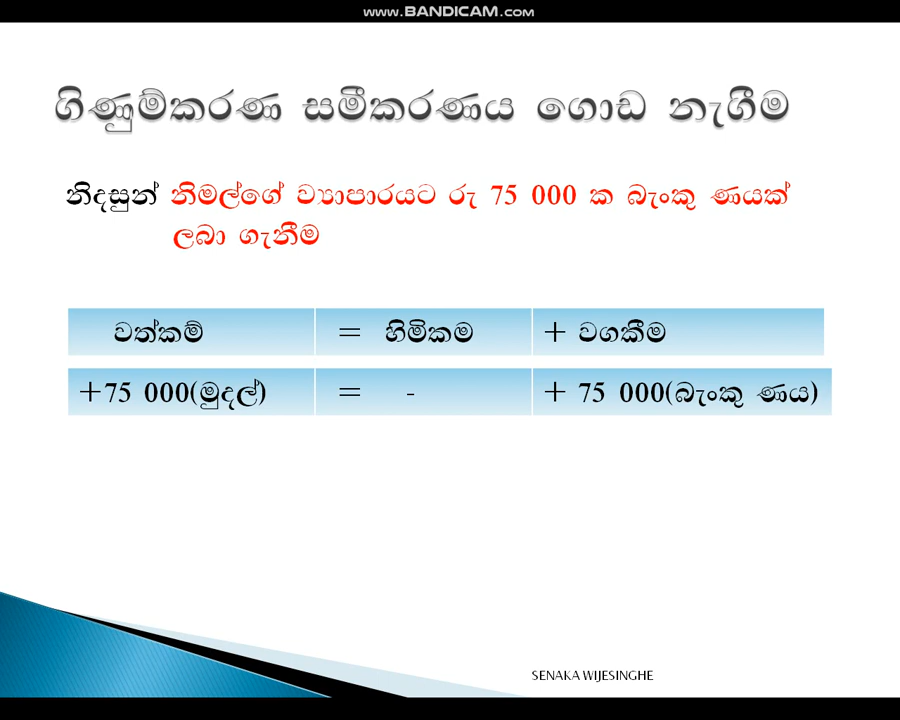 www.BANDICAM.com
ගිණුම්කරණ සමීකරණය ගොඩ නැගීම
නිදසුන් නිමල්ගේ ව්‍යාපාරයට රු 75 000 ක බැංකු ණයක්
ලබා ගැනීම
වත්කම් = හිමිකම + වගකීම
+75 000(මුදල්) = - + 75 000(බැංකු ණය)
SENAKA WIJESINGHE